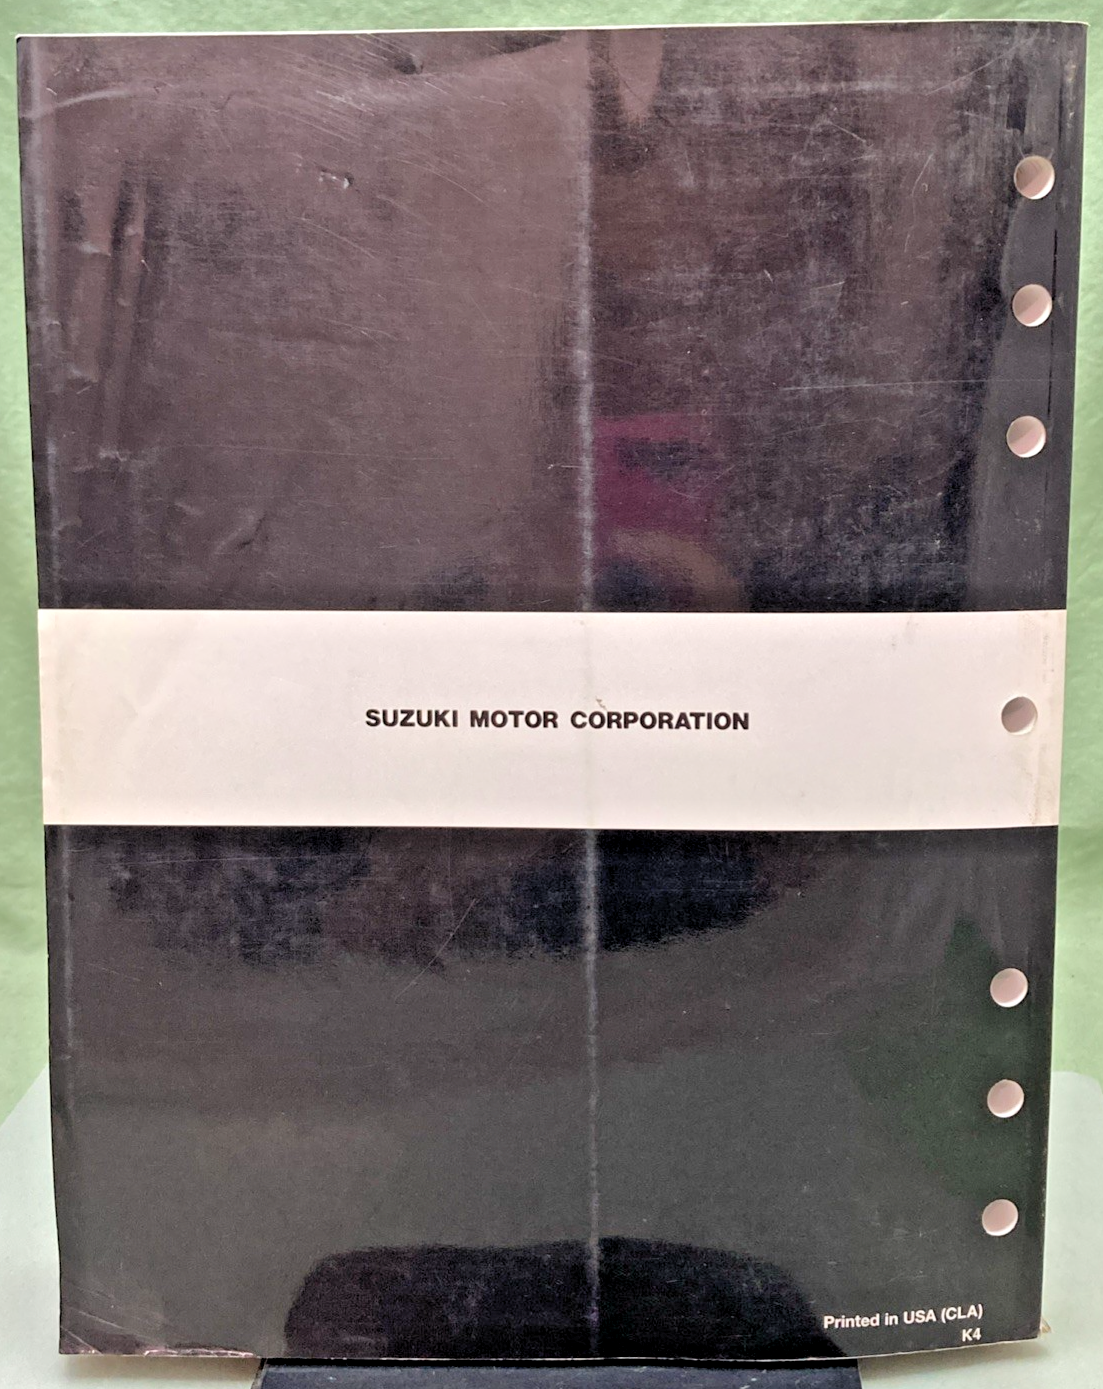 SUZUKI MOTOR CORPORATION
Printed in USA (CLA)
K4